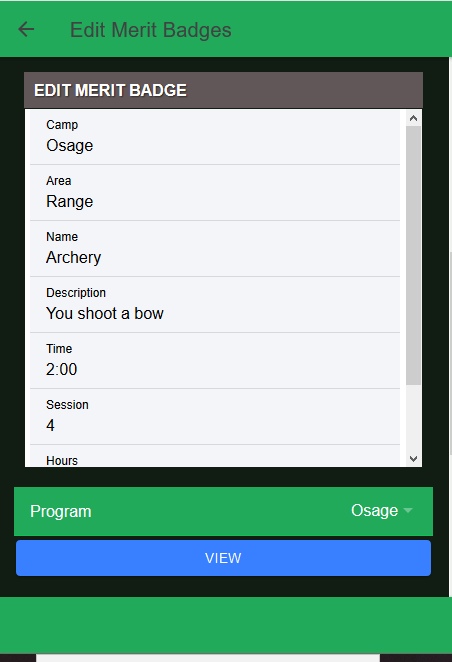 Edit Merit Badges
EDIT MERIT BADGE
Camp
Osage
Area
Range
Name
Archery
Description
You shoot a bow
Time
2:00
Session
4
Hours
Program Osage
VIEW